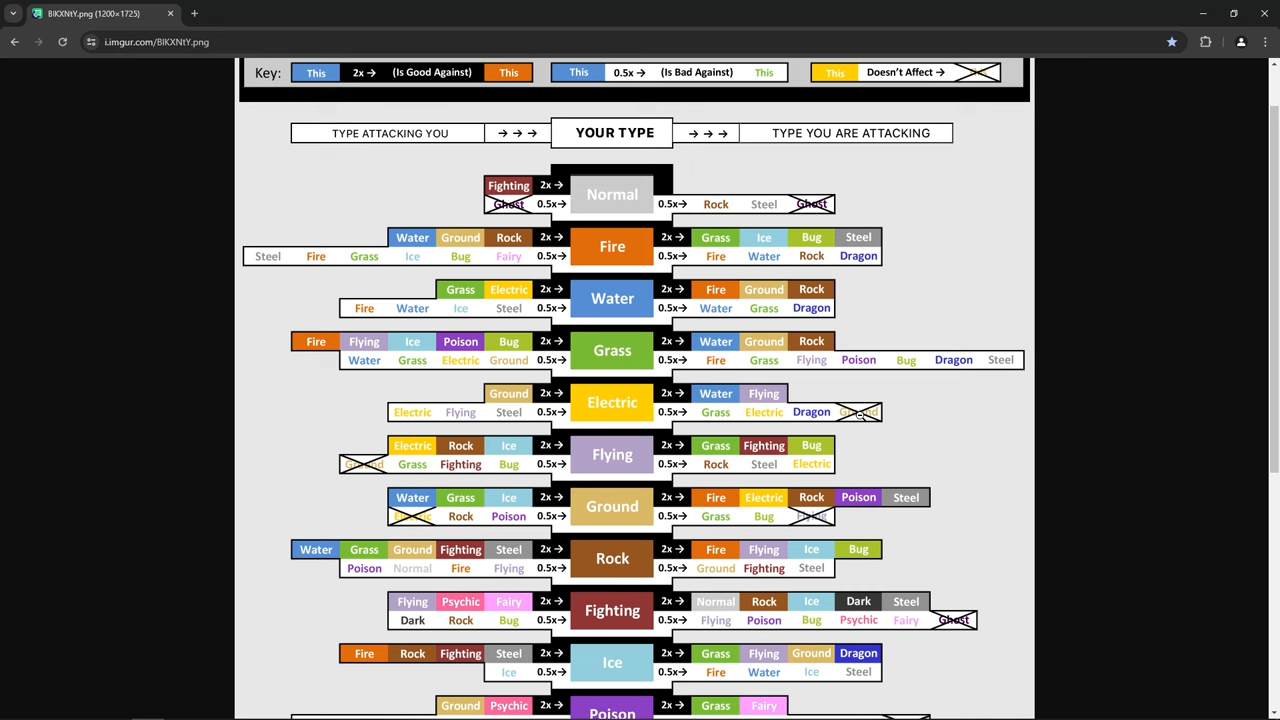 BlKXNtY.png (1200×1725)
i.imgur.com/BlKXNtY.png
Key: This 2x → (Is Good Against) This This 0.5x → (Is Bad Against) This This Doesn't Affect →
TYPE ATTACKING YOU → → → YOUR TYPE → → → TYPE YOU ARE ATTACKING
Fighting 2x → Normal
Ghost 0.5x→ 0.5x→ Rock Steel Ghost
Water Ground Rock 2x → Fire 2x → Grass Ice Bug Steel
Steel Fire Grass Ice Bug Fairy 0.5x→ 0.5x→ Fire Water Rock Dragon
Grass Electric 2x → Water 2x → Fire Ground Rock
Fire Water Ice Steel 0.5x→ 0.5x→ Water Grass Dragon
Fire Flying Ice Poison Bug 2x → Grass 2x → Water Ground Rock
Water Grass Electric Ground 0.5x→ 0.5x→ Fire Grass Flying Poison Bug Dragon Steel
Ground 2x → Electric 2x → Water Flying
Electric Flying Steel 0.5x→ 0.5x→ Grass Electric Dragon Ground
Electric Rock Ice 2x → Flying 2x → Grass Fighting Bug
Ground Grass Fighting Bug 0.5x→ 0.5x→ Rock Steel Electric
Water Grass Ice 2x → Ground 2x → Fire Electric Rock Poison Steel
Electric Rock Poison 0.5x→ 0.5x→ Grass Bug Flying
Water Grass Ground Fighting Steel 2x → Rock 2x → Fire Flying Ice Bug
Poison Normal Fire Flying 0.5x→ 0.5x→ Ground Fighting Steel
Flying Psychic Fairy 2x → Fighting 2x → Normal Rock Ice Dark Steel
Dark Rock Bug 0.5x→ 0.5x→ Flying Poison Bug Psychic Fairy Ghost
Fire Rock Fighting Steel 2x → Ice 2x → Grass Flying Ground Dragon
Ice 0.5x→ 0.5x→ Fire Water Ice Steel
Ground Psychic 2x → Poison 2x → Grass Fairy